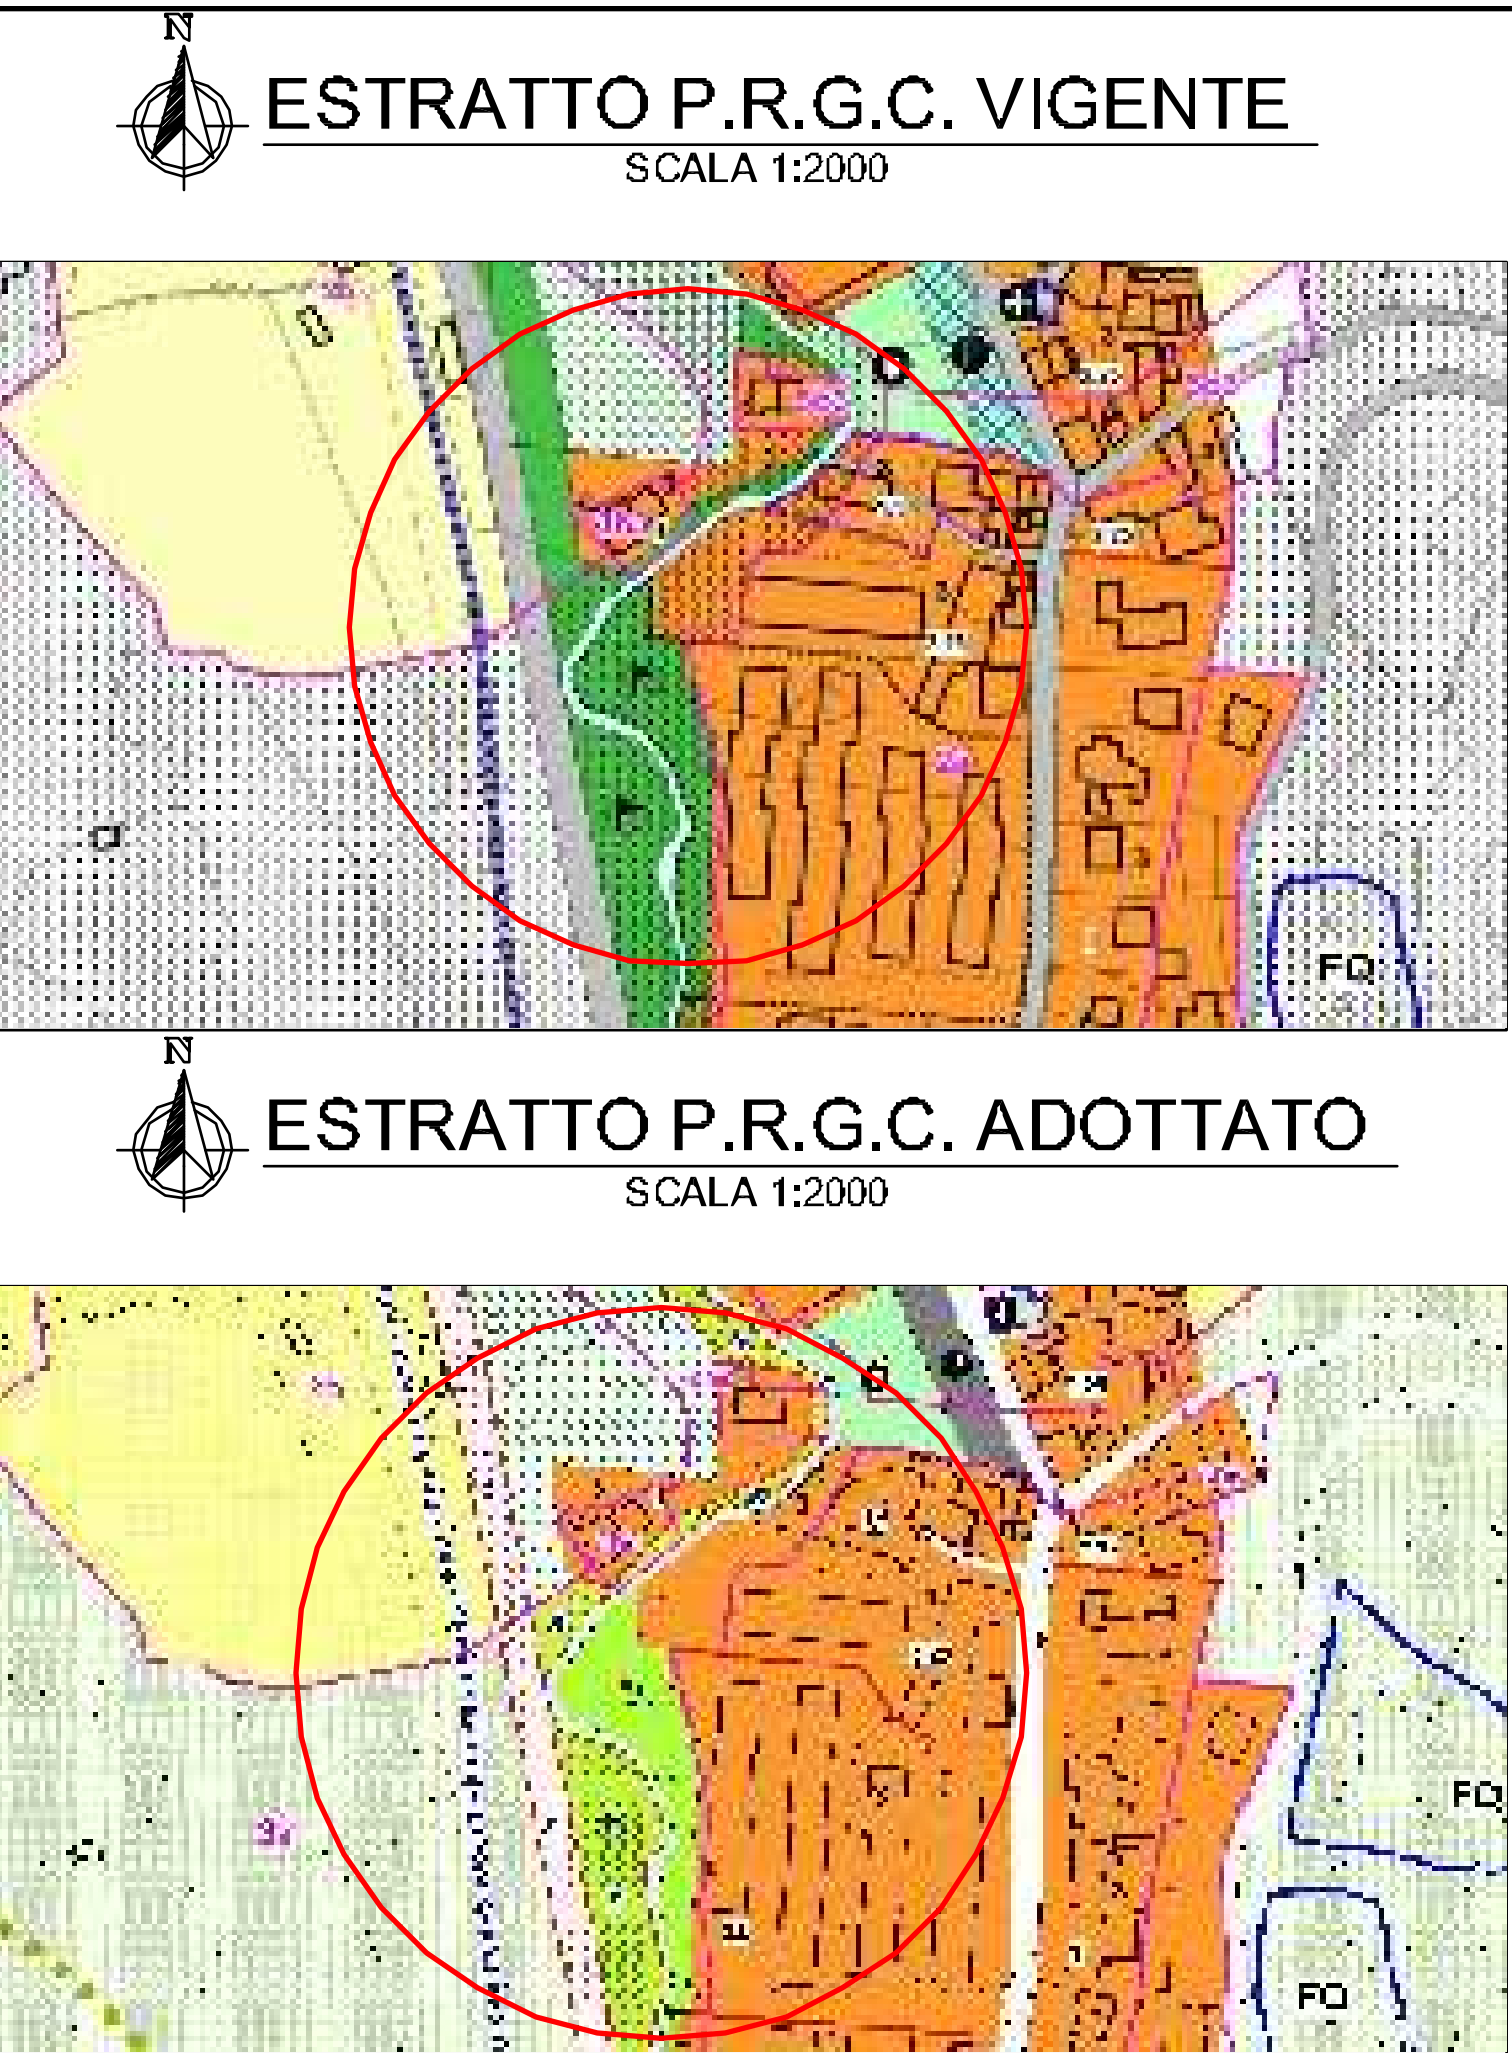 N
ESTRATTO P.R.G.C. VIGENTE
SCALA 1:2000
FQ
N
ESTRATTO P.R.G.C. ADOTTATO
SCALA 1:2000
FQ
FQ